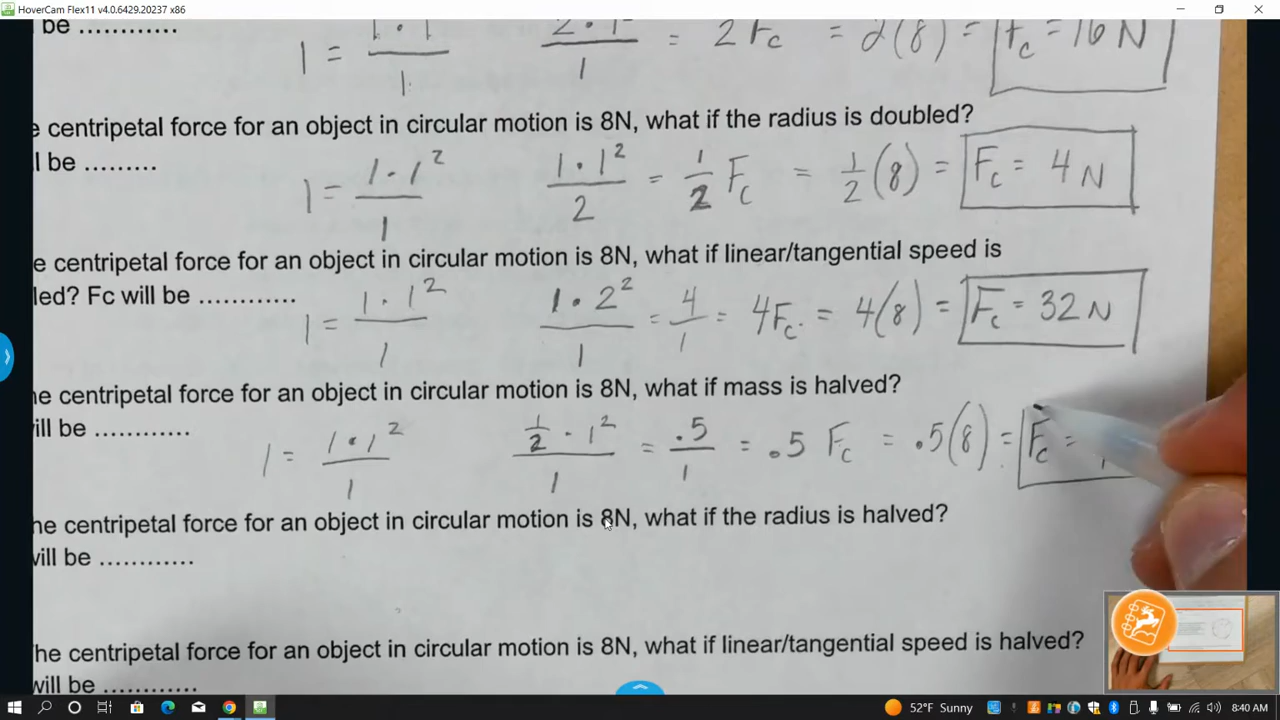 HoverCam Flex11 v4.0.6429.20237 x86
be ............
1 = 1 · 1 / 1    2 · 1² / 1 = 2 Fc = 2(8) = Fc = 16 N
e centripetal force for an object in circular motion is 8N, what if the radius is doubled?
ll be .........
1 = 1 · 1² / 1    1 · 1² / 2 = 1/2 Fc = 1/2 (8) = Fc = 4 N
e centripetal force for an object in circular motion is 8N, what if linear/tangential speed is
led? Fc will be ............
1 = 1 · 1² / 1    1 · 2² / 1 = 4/1 = 4Fc = 4(8) = Fc = 32 N
he centripetal force for an object in circular motion is 8N, what if mass is halved?
ill be ............
1 = 1 · 1² / 1    1/2 · 1² / 1 = .5/1 = .5 Fc = .5(8) = Fc =
he centripetal force for an object in circular motion is 8N, what if the radius is halved?
will be ............
The centripetal force for an object in circular motion is 8N, what if linear/tangential speed is halved?
will be ............
52°F Sunny
8:40 AM